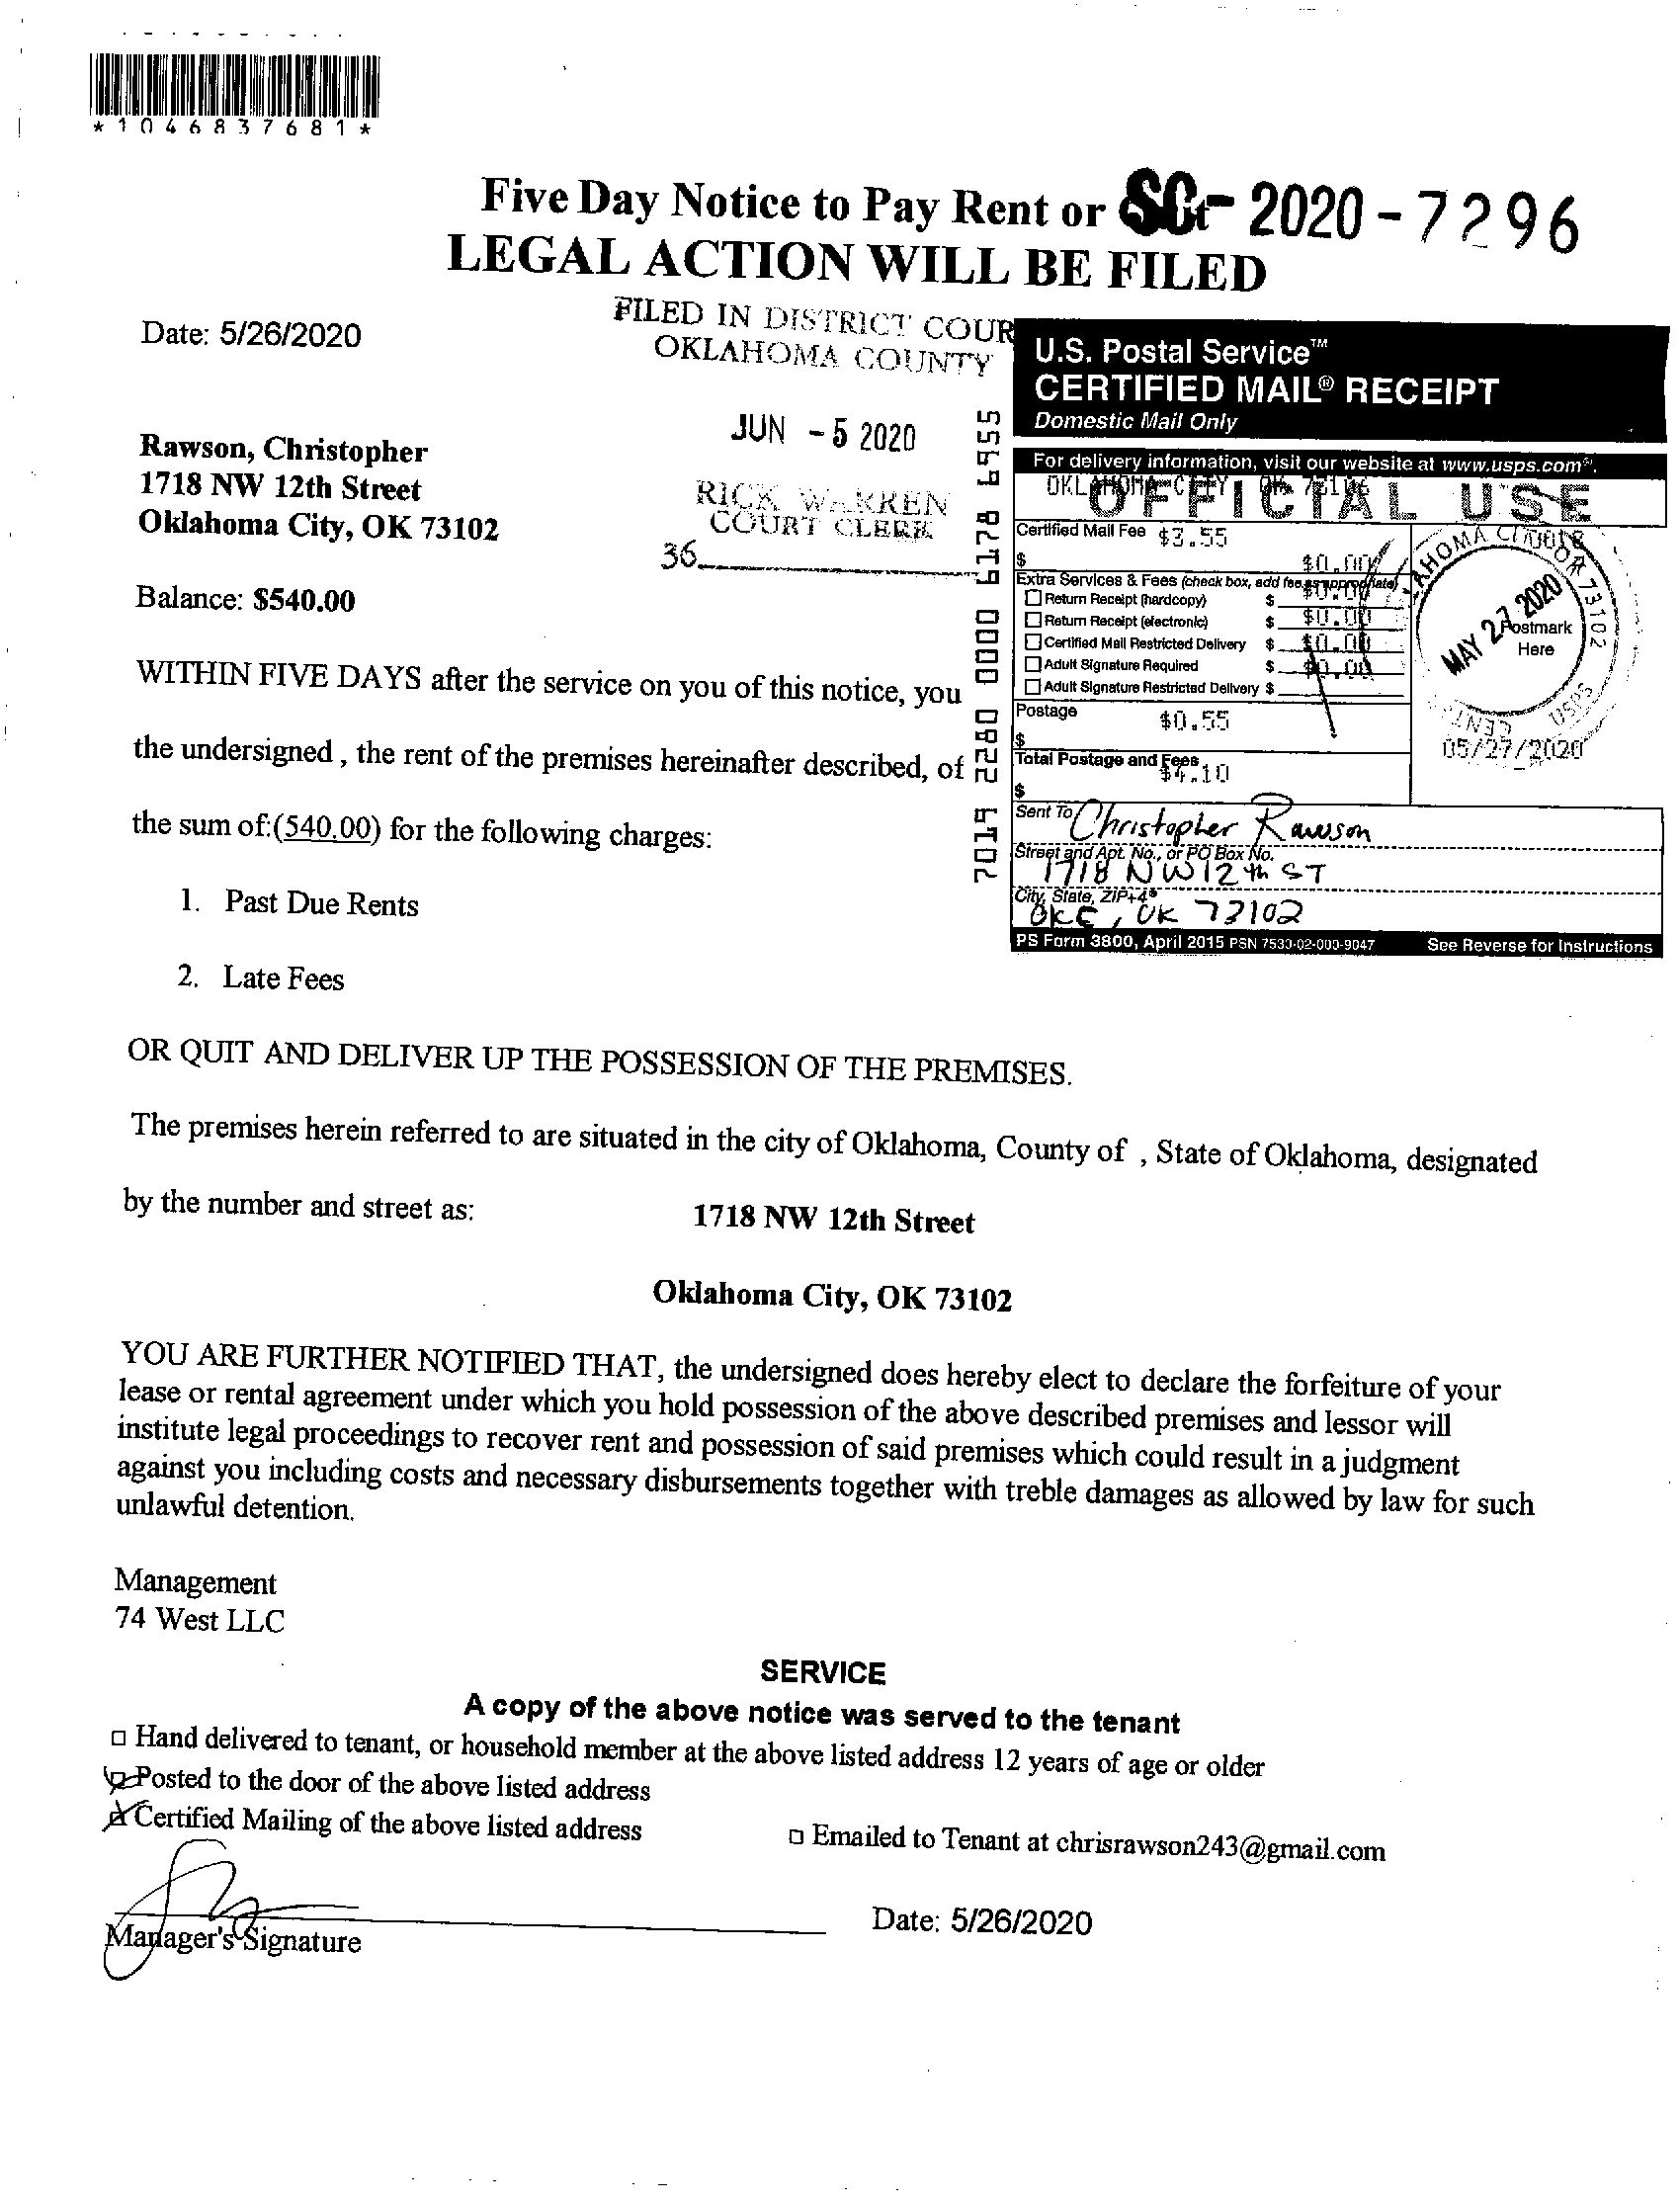 *1046837681*
Five Day Notice to Pay Rent or
SC-2020-7296
LEGAL ACTION WILL BE FILED
FILED IN DISTRICT COUR
OKLAHOMA COUNTY
Date: 5/26/2020
JUN -5 2020
Rawson, Christopher
1718 NW 12th Street
Oklahoma City, OK 73102
RICK WARREN
COURT CLERK
36
Balance: $540.00
WITHIN FIVE DAYS after the service on you of this notice, you
the undersigned , the rent of the premises hereinafter described, of
the sum of:(540.00) for the following charges:
1. Past Due Rents
2. Late Fees
7019 2280 0000 6178 6955
U.S. Postal Service™
CERTIFIED MAIL® RECEIPT
Domestic Mail Only
For delivery information, visit our website at www.usps.com®.
OFFICIAL USE
Certified Mail Fee $3.55
$ $0.00
Extra Services & Fees (check box, add fee as appropriate)
Return Receipt (hardcopy) $ $0.00
Return Receipt (electronic) $ $0.00
Certified Mail Restricted Delivery $ $0.00
Adult Signature Required $ $0.00
Adult Signature Restricted Delivery $
Postage $0.55
$
Total Postage and Fees $4.10
$
Postmark
Here
MAY 27 2020
73102
USPS
05/27/2020
Sent To Christopher Rawson
Street and Apt. No., or PO Box No.
1718 NW 12th ST
City, State, ZIP+4®
OKC, OK 73102
PS Form 3800, April 2015 PSN 7530-02-000-9047 See Reverse for Instructions
OR QUIT AND DELIVER UP THE POSSESSION OF THE PREMISES.
The premises herein referred to are situated in the city of Oklahoma, County of , State of Oklahoma, designated
by the number and street as: 1718 NW 12th Street
Oklahoma City, OK 73102
YOU ARE FURTHER NOTIFIED THAT, the undersigned does hereby elect to declare the forfeiture of your
lease or rental agreement under which you hold possession of the above described premises and lessor will
institute legal proceedings to recover rent and possession of said premises which could result in a judgment
against you including costs and necessary disbursements together with treble damages as allowed by law for such
unlawful detention.
Management
74 West LLC
SERVICE
A copy of the above notice was served to the tenant
Hand delivered to tenant, or household member at the above listed address 12 years of age or older
Posted to the door of the above listed address
Certified Mailing of the above listed address
Emailed to Tenant at chrisrawson243@gmail.com
Manager's Signature
Date: 5/26/2020